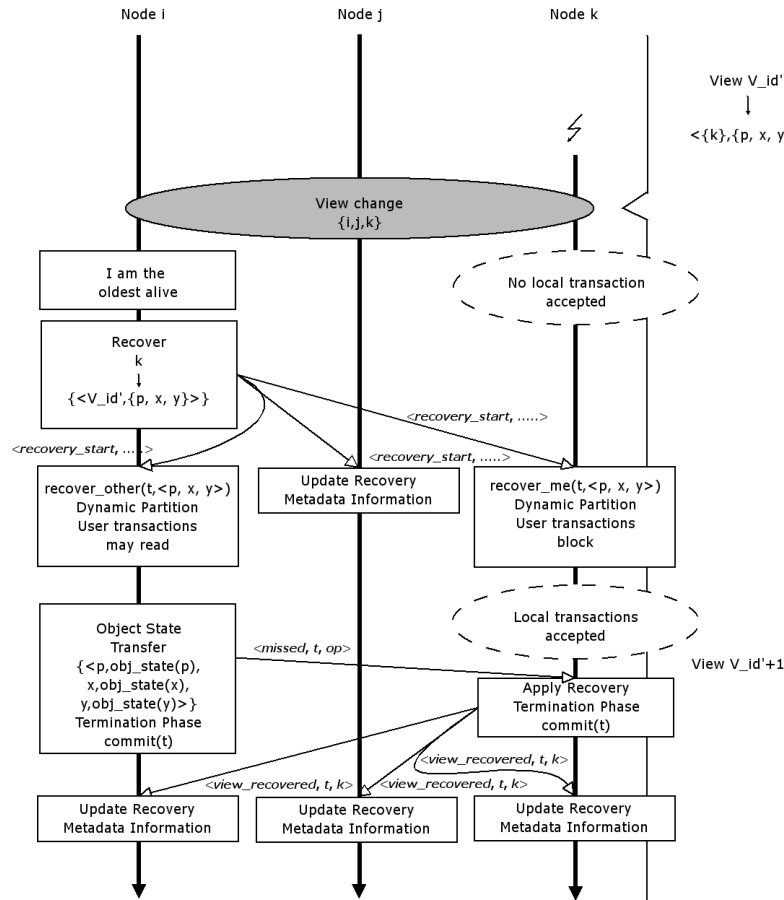 Node i
Node j
Node k
View V_id'
<{k},{p, x, y
View change
{i,j,k}
I am the
oldest alive
No local transaction
accepted
Recover
k
{<V_id',{p, x, y}>}
<recovery_start, .....>
<recovery_start, .....>
<recovery_start, .....>
recover_other(t,<p, x, y>)
Dynamic Partition
User transactions
may read
Update Recovery
Metadata Information
recover_me(t,<p, x, y>)
Dynamic Partition
User transactions
block
Object State
Transfer
{<p,obj_state(p),
x,obj_state(x),
y,obj_state(y)>}
Termination Phase
commit(t)
<missed, t, op>
Local transactions
accepted
View V_id'+1
Apply Recovery
Termination Phase
commit(t)
<view_recovered, t, k>
<view_recovered, t, k>
<view_recovered, t, k>
Update Recovery
Metadata Information
Update Recovery
Metadata Information
Update Recovery
Metadata Information